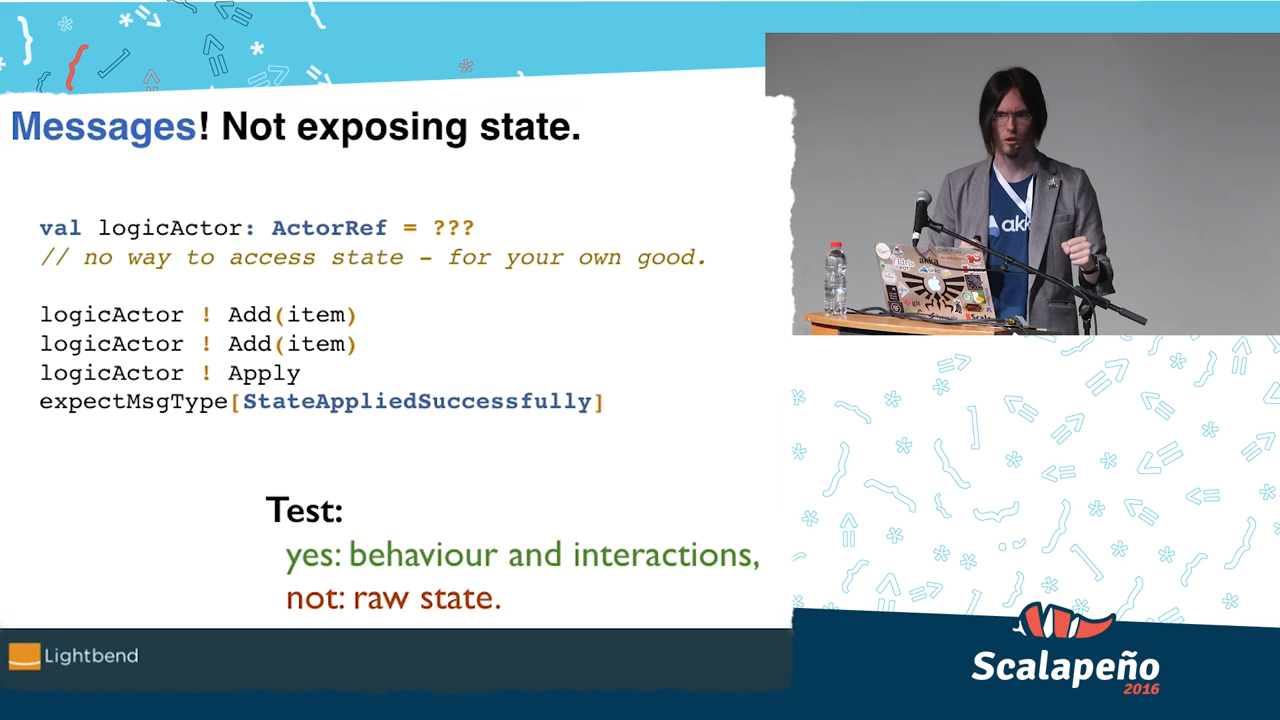 Messages! Not exposing state.
val logicActor: ActorRef = ???
// no way to access state – for your own good.
logicActor ! Add(item)
logicActor ! Add(item)
logicActor ! Apply
expectMsgType[StateAppliedSuccessfully]
Test:
yes: behaviour and interactions,
not: raw state.
Lightbend
akk
Scalapeño
2016